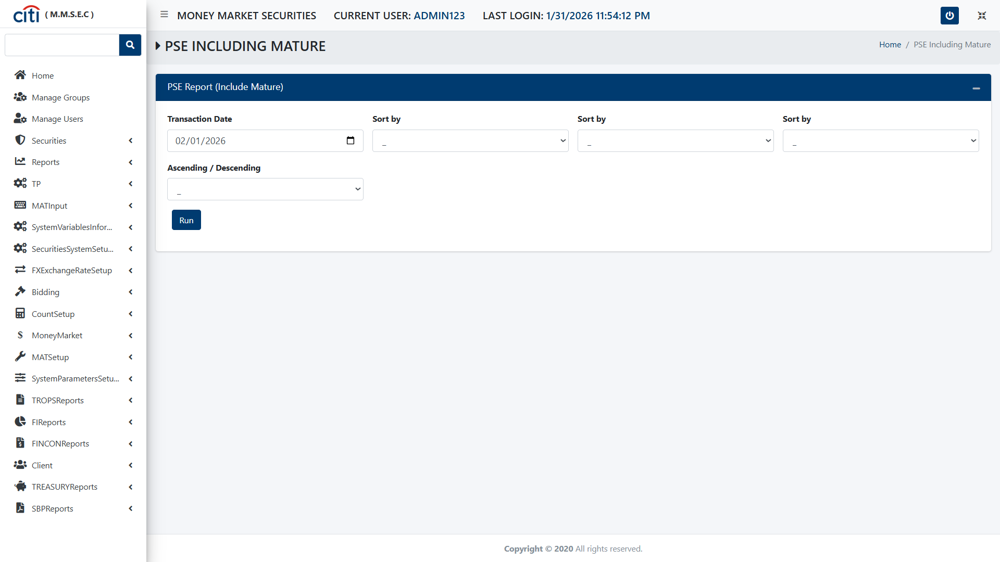 citi ( M.M.S.E.C )
MONEY MARKET SECURITIES CURRENT USER: ADMIN123 LAST LOGIN: 1/31/2026 11:54:12 PM
PSE INCLUDING MATURE
Home / PSE Including Mature
Home
Manage Groups
Manage Users
Securities
Reports
TP
MATInput
SystemVariablesInfor...
SecuritiesSystemSetu...
FXExchangeRateSetup
Bidding
CountSetup
MoneyMarket
MATSetup
SystemParametersSetu...
TROPSReports
FIReports
FINCONReports
Client
TREASURYReports
SBPReports
PSE Report (Include Mature)
Transaction Date Sort by Sort by Sort by
02/01/2026 _ _ _
Ascending / Descending
_
Run
Copyright © 2020 All rights reserved.